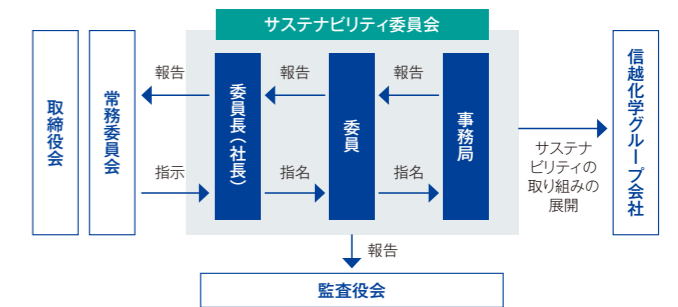 サステナビリティ委員会
取締役会
常務委員会
報告
指示
委員長（社長）
報告
指名
委員
報告
指名
事務局
サステナ
ビリティの
取り組みの
展開
信越化学グループ会社
報告
監査役会